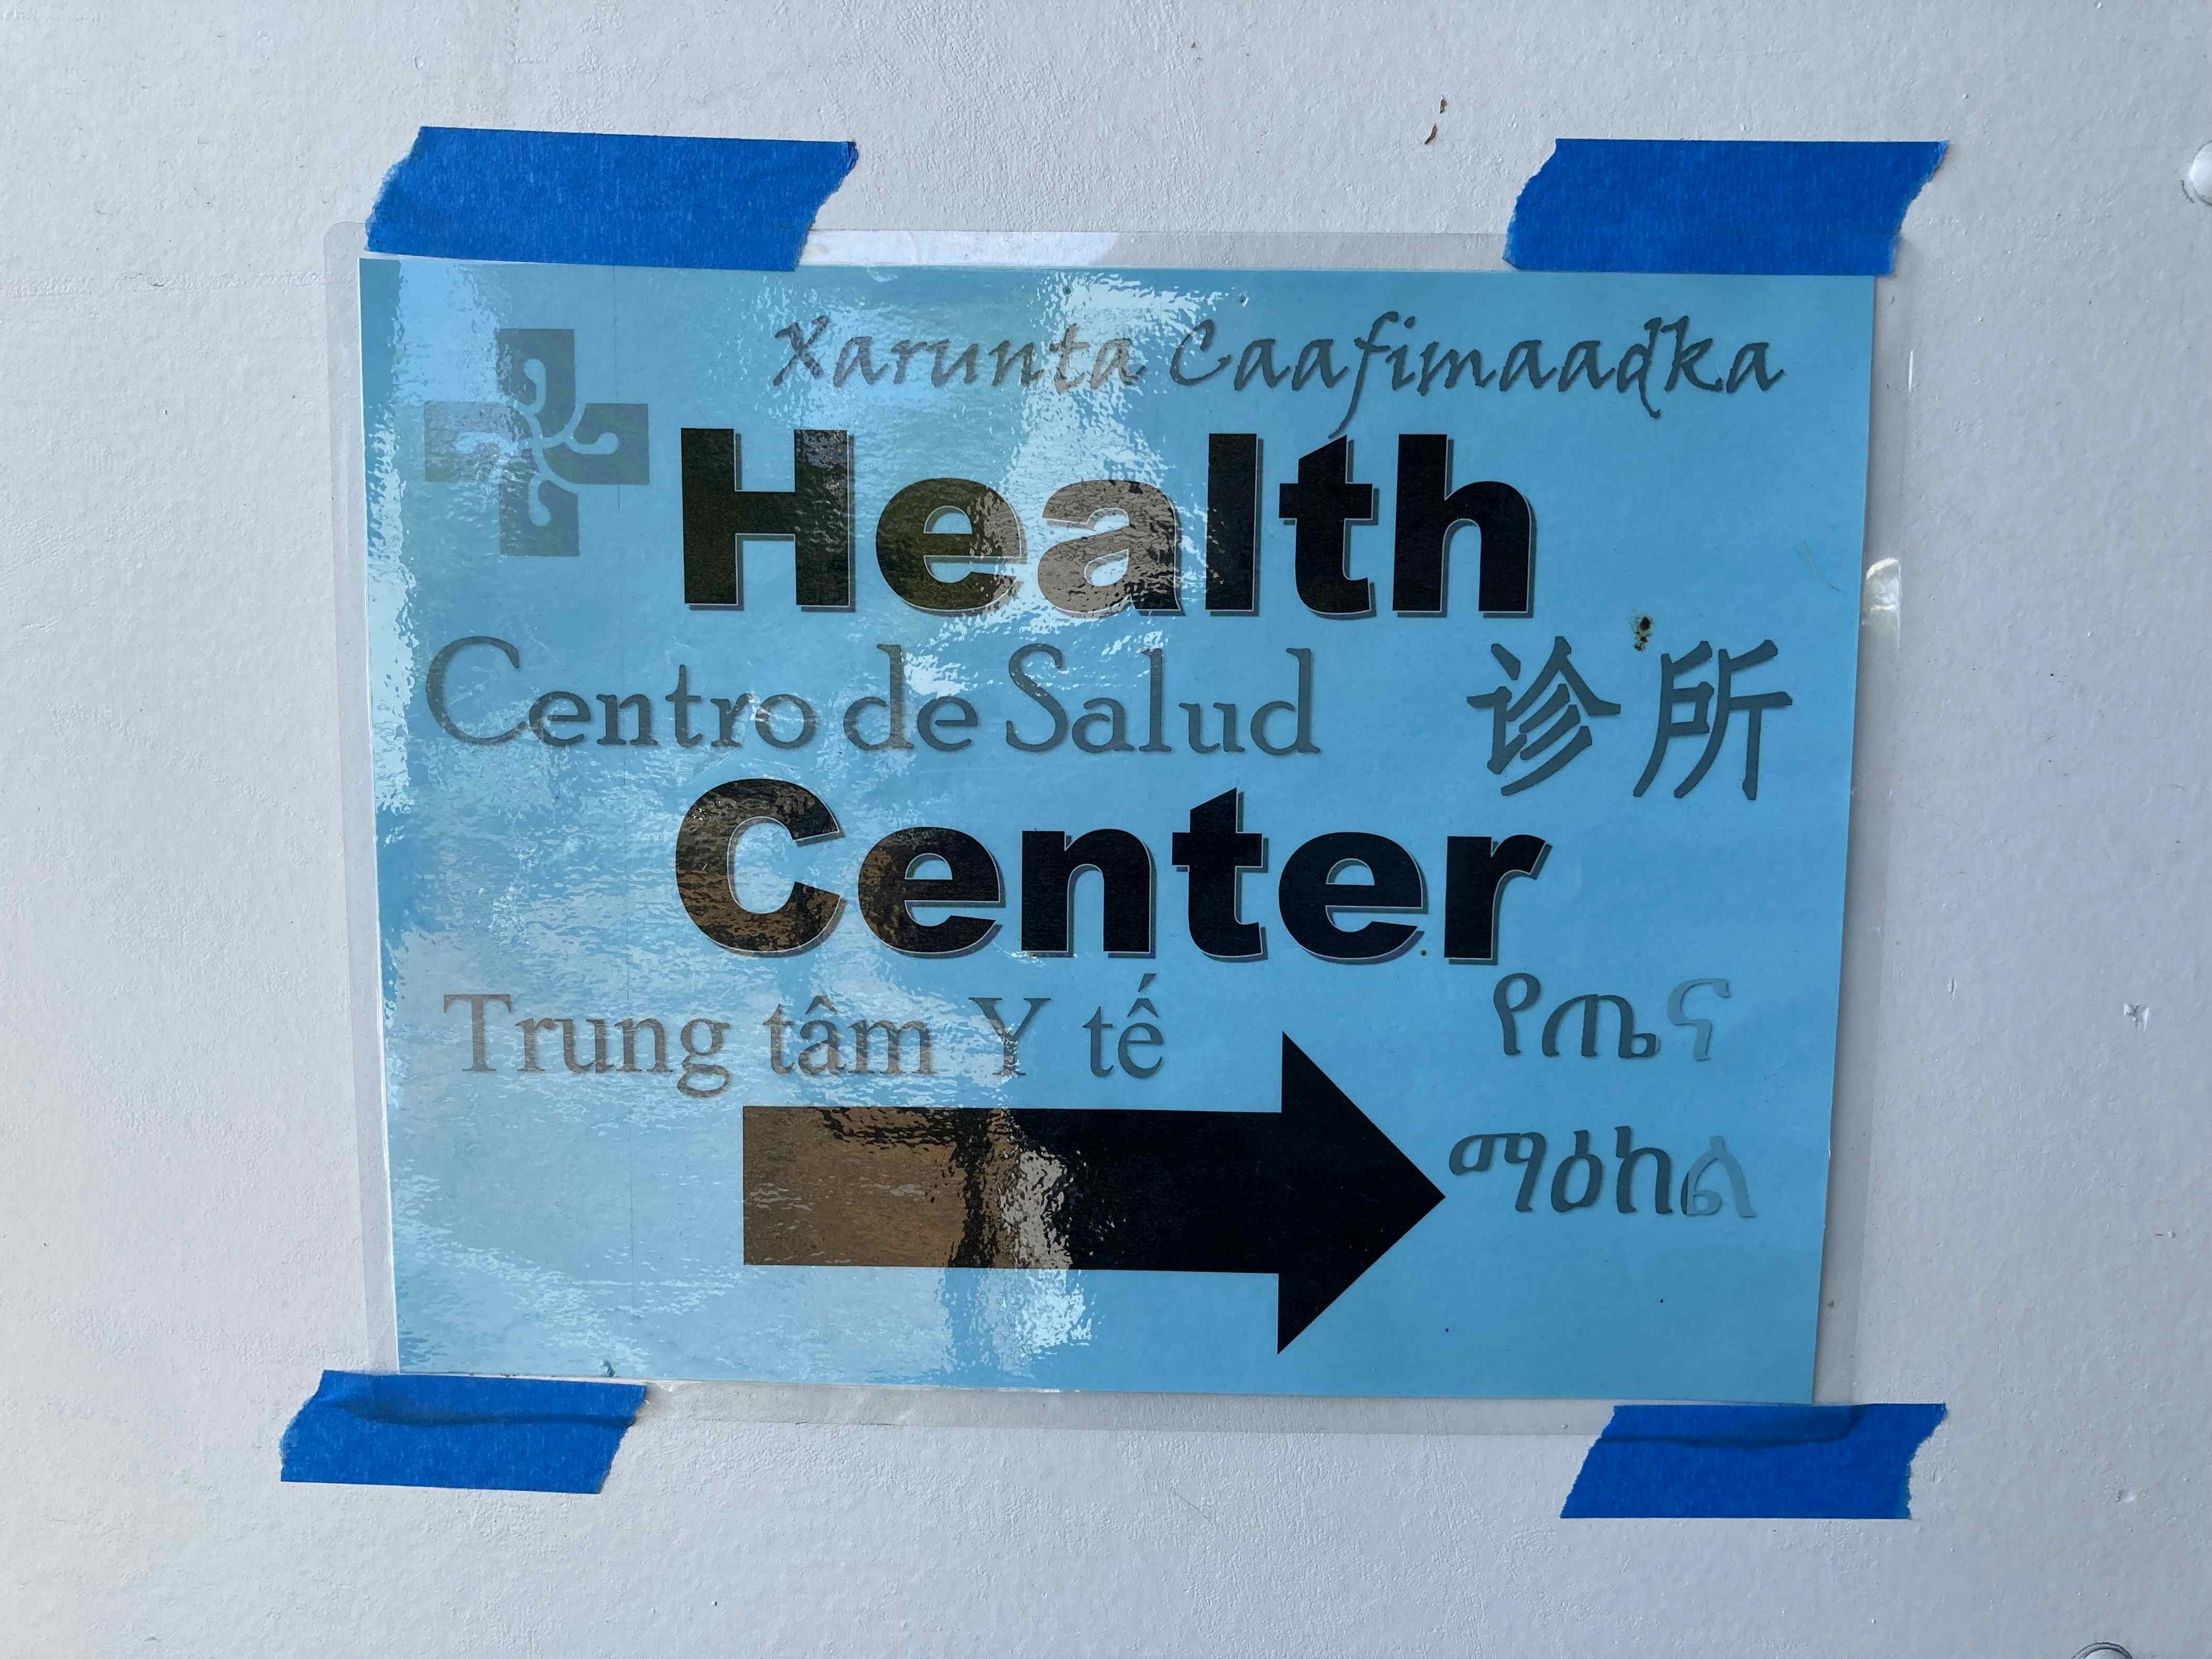 Xarunta Caafimaadka
Health
Centro de Salud
诊所
Center
Trung tâm Y tế
የጤና
ማዕከል